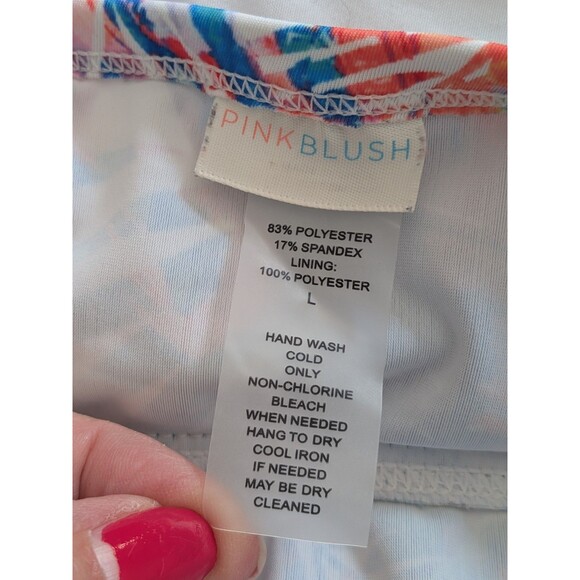 PINKBLUSH
83% POLYESTER
17% SPANDEX
LINING:
100% POLYESTER
L
HAND WASH
COLD
ONLY
NON-CHLORINE
BLEACH
WHEN NEEDED
HANG TO DRY
COOL IRON
IF NEEDED
MAY BE DRY
CLEANED